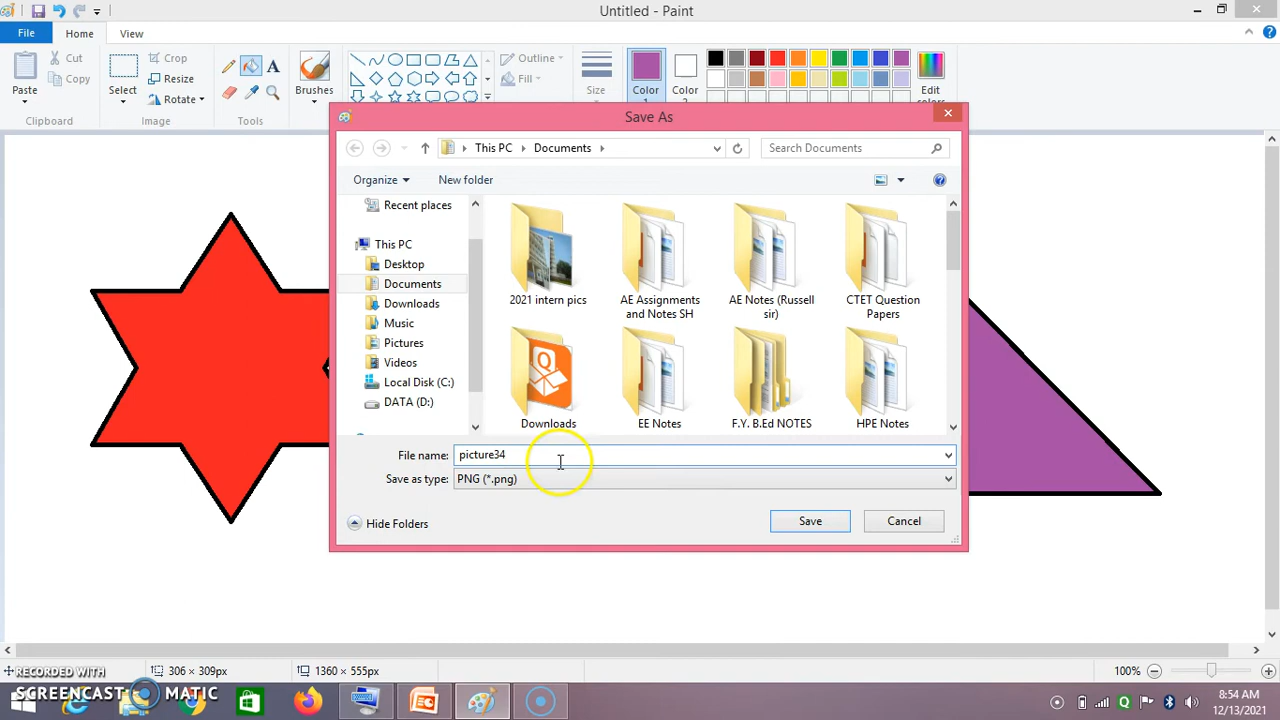 Untitled - Paint
File
Home
View
Paste
Cut
Copy
Clipboard
Select
Crop
Resize
Rotate
Image
Tools
Brushes
Outline
Fill
Size
Color 1
Color
Edit
Save As
This PC
Documents
Search Documents
Organize
New folder
Recent places
This PC
Desktop
Documents
Downloads
Music
Pictures
Videos
Local Disk (C:)
DATA (D:)
2021 intern pics
AE Assignments
and Notes SH
AE Notes (Russell
sir)
CTET Question
Papers
Downloads
EE Notes
F.Y. B.Ed NOTES
HPE Notes
File name:
picture34
Save as type:
PNG (*.png)
Hide Folders
Save
Cancel
306 × 309px
1360 × 555px
100%
RECORDED WITH
SCREENCAST MATIC
8:54 AM
12/13/2021